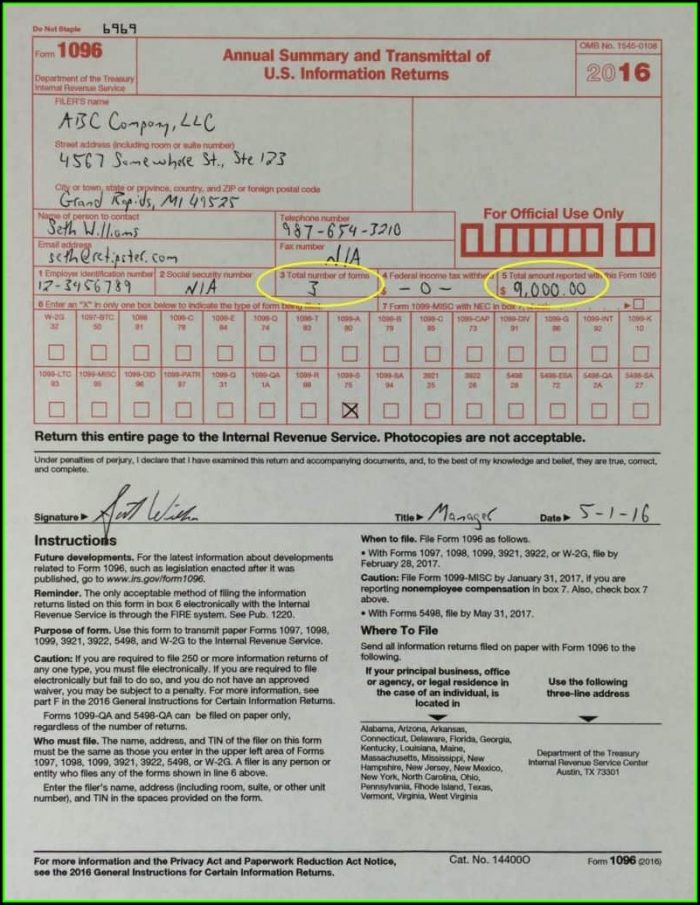 Do Not Staple 6969
Form 1096
Department of the Treasury
Internal Revenue Service
Annual Summary and Transmittal of
U.S. Information Returns
OMB No. 1545-0108
2016
FILER'S name
ABC Company, LLC
Street address (including room or suite number)
4567 Somewhere St., Ste 123
City or town, state or province, country, and ZIP or foreign postal code
Grand Rapids, MI 49525
Name of person to contact
Seth Williams
Telephone number
987-654-3210
Email address
seth@retipster.com
Fax number
N/A
For Official Use Only
1 Employer identification number
12-3456789
2 Social security number
N/A
3 Total number of forms
3
4 Federal income tax withheld
$ -0-
5 Total amount reported with this Form 1096
$ 9,000.00
6 Enter an "X" in only one box below to indicate the type of form
7 Form 1099-MISC with NEC in box 7,
W-2G 32
1097-BTC 50
1098 81
1098-C 78
1098-E 84
1098-Q 74
1098-T 83
1099-A 80
1099-B 79
1099-C 85
1099-CAP 73
1099-DIV 91
1099-G 86
1099-INT 92
1099-K 10
1099-LTC 93
1099-MISC 95
1099-OID 96
1099-PATR 97
1099-Q 31
1099-QA 1A
1099-R 98
1099-S 75
1099-SA 94
3921 25
3922 26
5498 28
5498-ESA 72
5498-QA 2A
5498-SA 27
X
Return this entire page to the Internal Revenue Service. Photocopies are not acceptable.
Under penalties of perjury, I declare that I have examined this return and accompanying documents, and, to the best of my knowledge and belief, they are true, correct,
and complete.
Signature
Title Manager
Date 5-1-16
Instructions
Future developments. For the latest information about developments
related to Form 1096, such as legislation enacted after it was
published, go to www.irs.gov/form1096.
Reminder. The only acceptable method of filing the information
returns listed on this form in box 6 electronically with the Internal
Revenue Service is through the FIRE system. See Pub. 1220.
Purpose of form. Use this form to transmit paper Forms 1097, 1098,
1099, 3921, 3922, 5498, and W-2G to the Internal Revenue Service.
Caution: If you are required to file 250 or more information returns of
any one type, you must file electronically. If you are required to file
electronically but fail to do so, and you do not have an approved
waiver, you may be subject to a penalty. For more information, see
part F in the 2016 General Instructions for Certain Information Returns.
Forms 1099-QA and 5498-QA can be filed on paper only,
regardless of the number of returns.
Who must file. The name, address, and TIN of the filer on this form
must be the same as those you enter in the upper left area of Forms
1097, 1098, 1099, 3921, 3922, 5498, or W-2G. A filer is any person or
entity who files any of the forms shown in line 6 above.
Enter the filer's name, address (including room, suite, or other unit
number), and TIN in the spaces provided on the form.
When to file. File Form 1096 as follows.
• With Forms 1097, 1098, 1099, 3921, 3922, or W-2G, file by
February 28, 2017.
Caution: File Form 1099-MISC by January 31, 2017, if you are
reporting nonemployee compensation in box 7. Also, check box 7
above.
• With Forms 5498, file by May 31, 2017.
Where To File
Send all information returns filed on paper with Form 1096 to the
following.
If your principal business, office
or agency, or legal residence in
the case of an individual, is
located in
Use the following
three-line address
Alabama, Arizona, Arkansas,
Connecticut, Delaware, Florida, Georgia,
Kentucky, Louisiana, Maine,
Massachusetts, Mississippi, New
Hampshire, New Jersey, New Mexico,
New York, North Carolina, Ohio,
Pennsylvania, Rhode Island, Texas,
Vermont, Virginia, West Virginia
Department of the Treasury
Internal Revenue Service Center
Austin, TX 73301
For more information and the Privacy Act and Paperwork Reduction Act Notice,
see the 2016 General Instructions for Certain Information Returns.
Cat. No. 14400O
Form 1096 (2016)